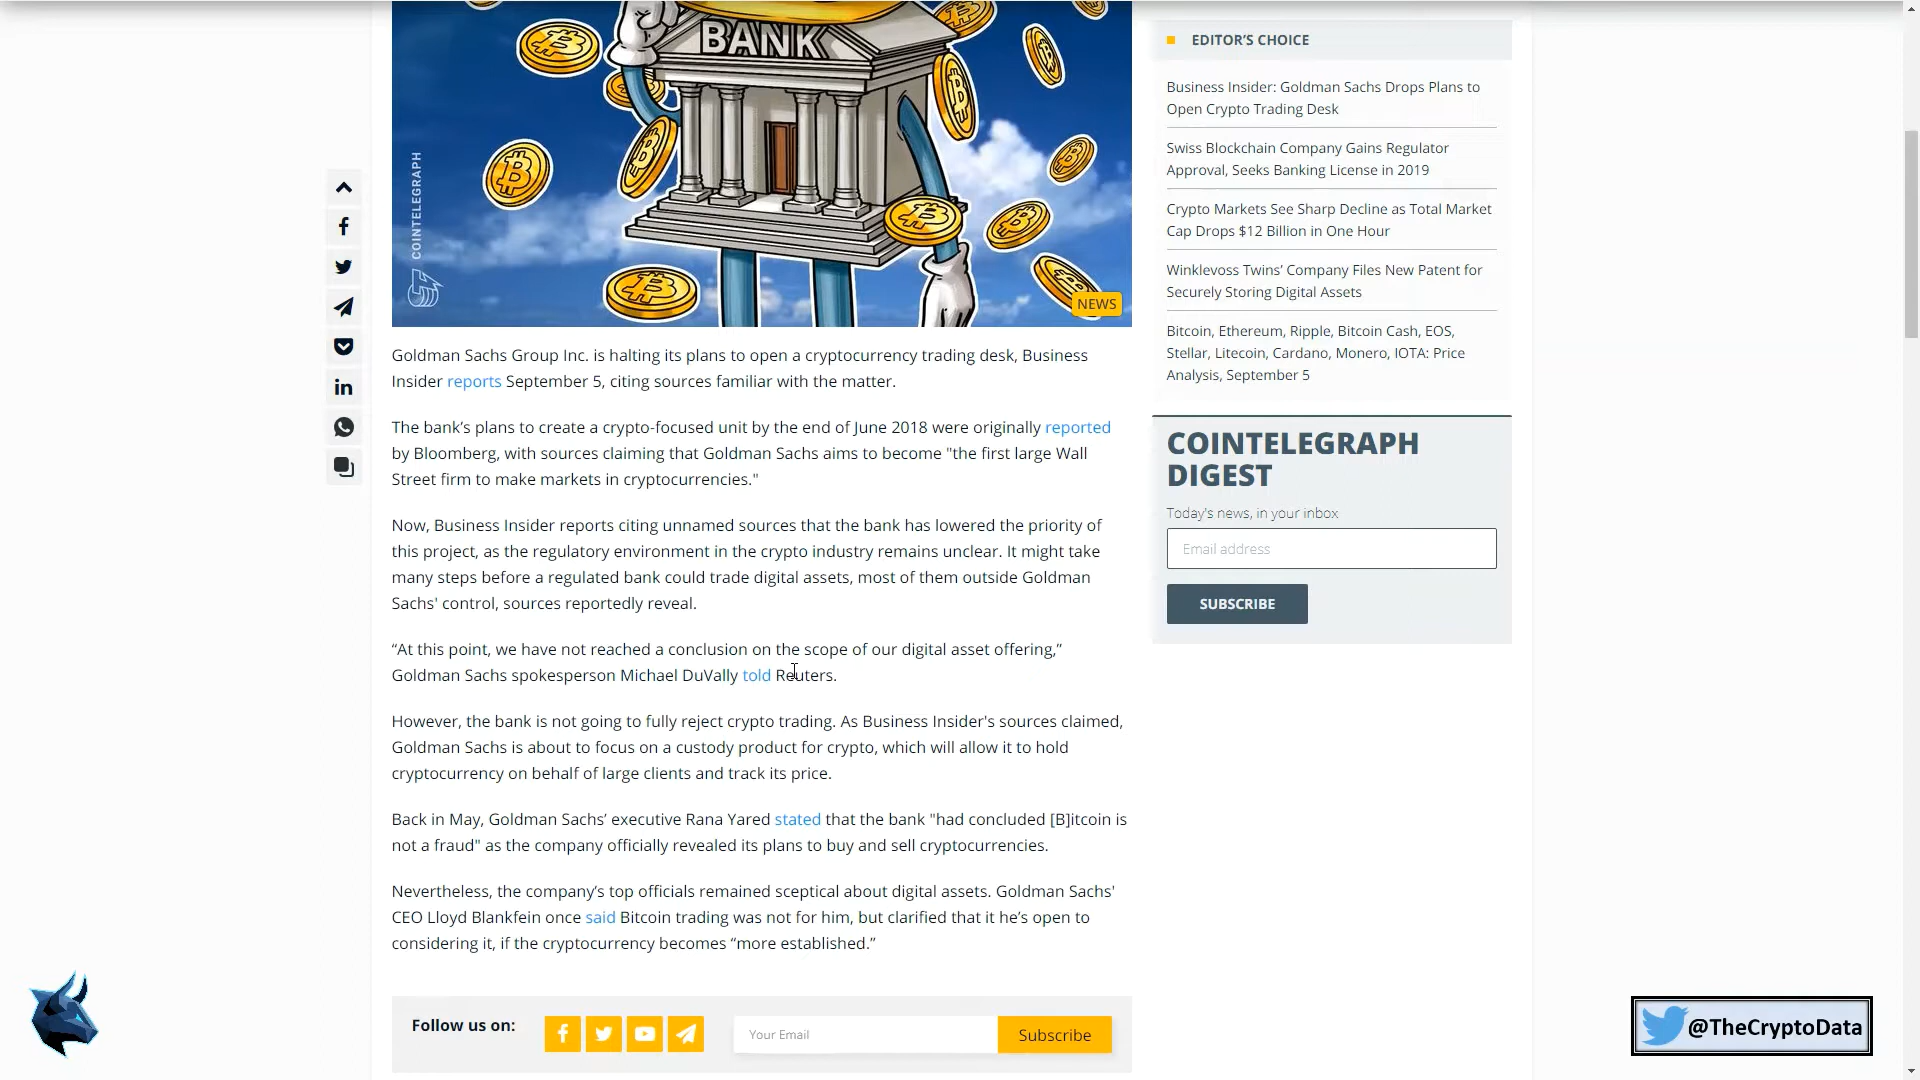 BANK
COINTELEGRAPH
NEWS
Goldman Sachs Group Inc. is halting its plans to open a cryptocurrency trading desk, Business
Insider reports September 5, citing sources familiar with the matter.
The bank’s plans to create a crypto-focused unit by the end of June 2018 were originally reported
by Bloomberg, with sources claiming that Goldman Sachs aims to become "the first large Wall
Street firm to make markets in cryptocurrencies."
Now, Business Insider reports citing unnamed sources that the bank has lowered the priority of
this project, as the regulatory environment in the crypto industry remains unclear. It might take
many steps before a regulated bank could trade digital assets, most of them outside Goldman
Sachs' control, sources reportedly reveal.
“At this point, we have not reached a conclusion on the scope of our digital asset offering,”
Goldman Sachs spokesperson Michael DuVally told Reuters.
However, the bank is not going to fully reject crypto trading. As Business Insider's sources claimed,
Goldman Sachs is about to focus on a custody product for crypto, which will allow it to hold
cryptocurrency on behalf of large clients and track its price.
Back in May, Goldman Sachs’ executive Rana Yared stated that the bank "had concluded [B]itcoin is
not a fraud" as the company officially revealed its plans to buy and sell cryptocurrencies.
Nevertheless, the company’s top officials remained sceptical about digital assets. Goldman Sachs'
CEO Lloyd Blankfein once said Bitcoin trading was not for him, but clarified that it he’s open to
considering it, if the cryptocurrency becomes “more established.”
Follow us on:
Your Email
Subscribe
EDITOR’S CHOICE
Business Insider: Goldman Sachs Drops Plans to
Open Crypto Trading Desk
Swiss Blockchain Company Gains Regulator
Approval, Seeks Banking License in 2019
Crypto Markets See Sharp Decline as Total Market
Cap Drops $12 Billion in One Hour
Winklevoss Twins’ Company Files New Patent for
Securely Storing Digital Assets
Bitcoin, Ethereum, Ripple, Bitcoin Cash, EOS,
Stellar, Litecoin, Cardano, Monero, IOTA: Price
Analysis, September 5
COINTELEGRAPH
DIGEST
Today's news, in your inbox
Email address
SUBSCRIBE
@TheCryptoData